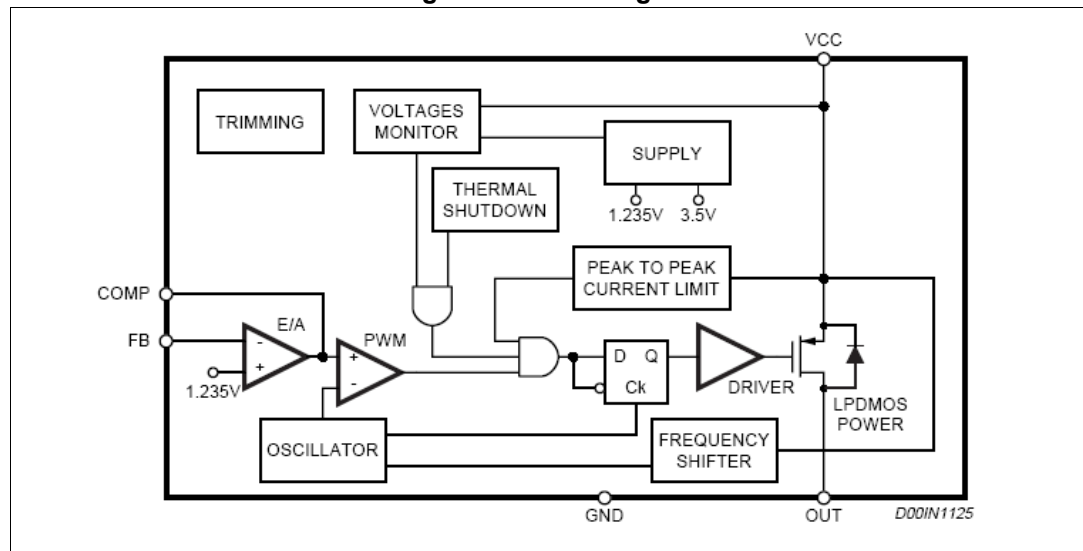 VCC
TRIMMING
VOLTAGES
MONITOR
SUPPLY
THERMAL
SHUTDOWN
1.235V
3.5V
PEAK TO PEAK
CURRENT LIMIT
COMP
FB
E/A
-
+
1.235V
PWM
+
-
D
Q
Ck
DRIVER
LPDMOS
POWER
OSCILLATOR
FREQUENCY
SHIFTER
GND
OUT
D00IN1125